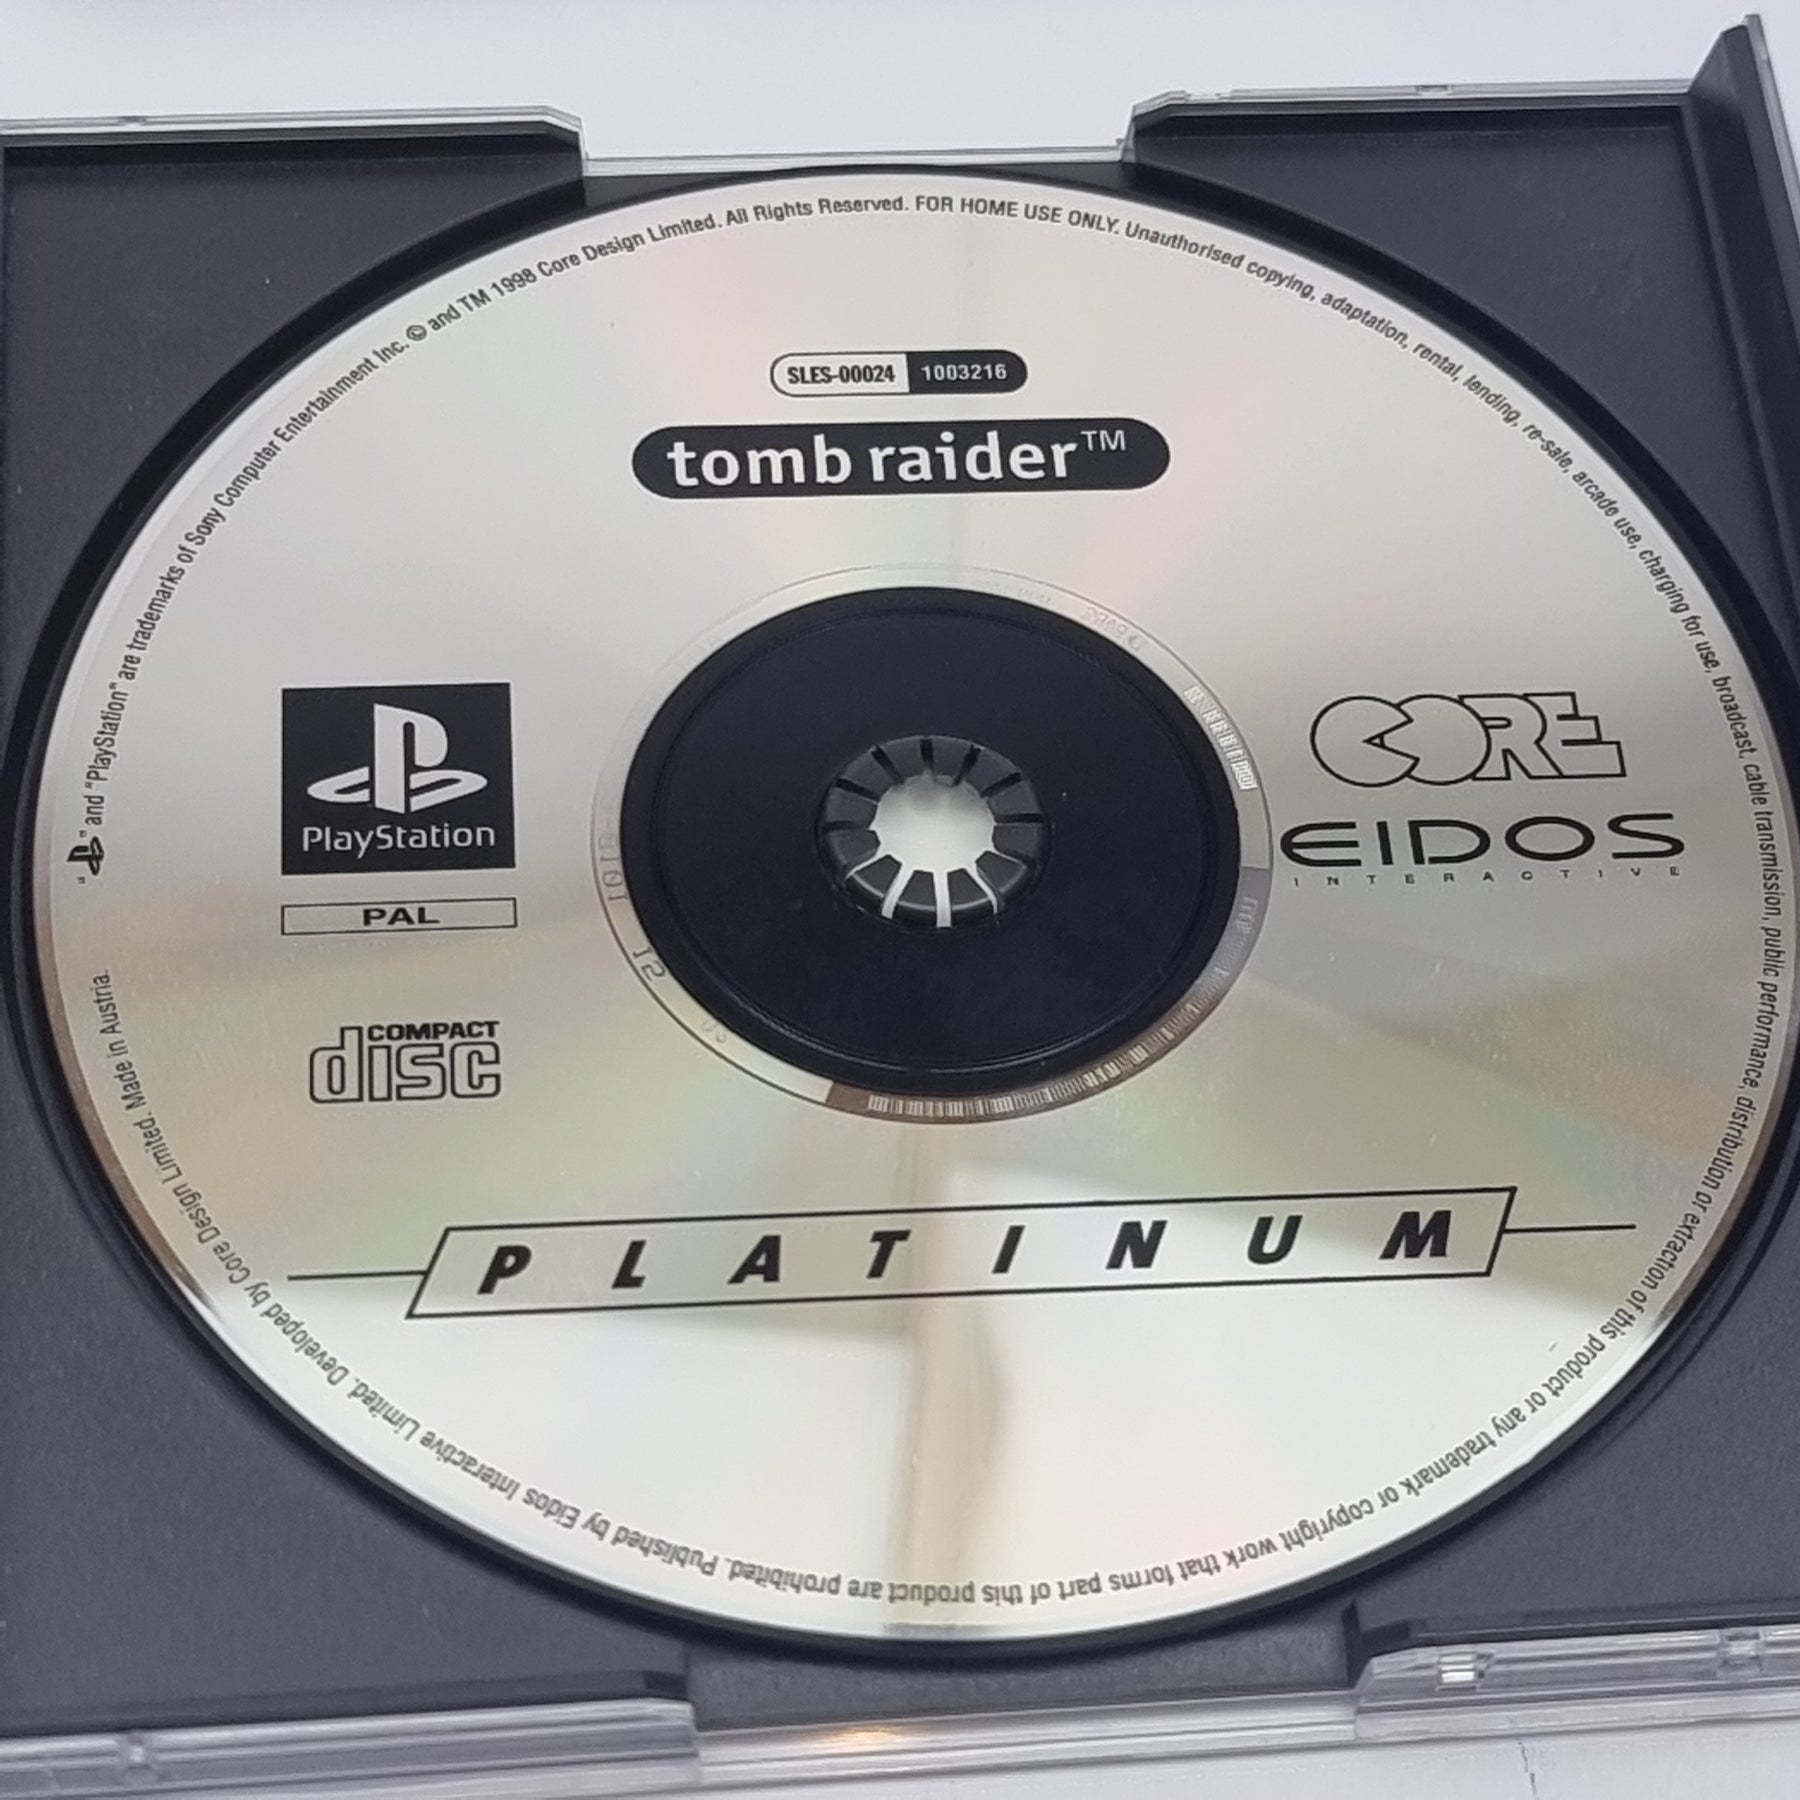 SLES-00024 1003216
tomb raider™
PlayStation
PAL
COMPACT
disc
CORE
EIDOS
INTERACTIVE
PLATINUM
" " and "PlayStation" are trademarks of Sony Computer Entertainment Inc. © and TM 1998 Core Design Limited. All Rights Reserved. FOR HOME USE ONLY. Unauthorised copying, adaptation, rental, lending, re-sale, arcade use, charging for use, broadcast, cable transmission, public performance, distribution or extraction of this product or any trademark or copyright work that forms part of this product are prohibited. Published by Eidos Interactive Limited. Developed by Core Design Limited. Made in Austria.